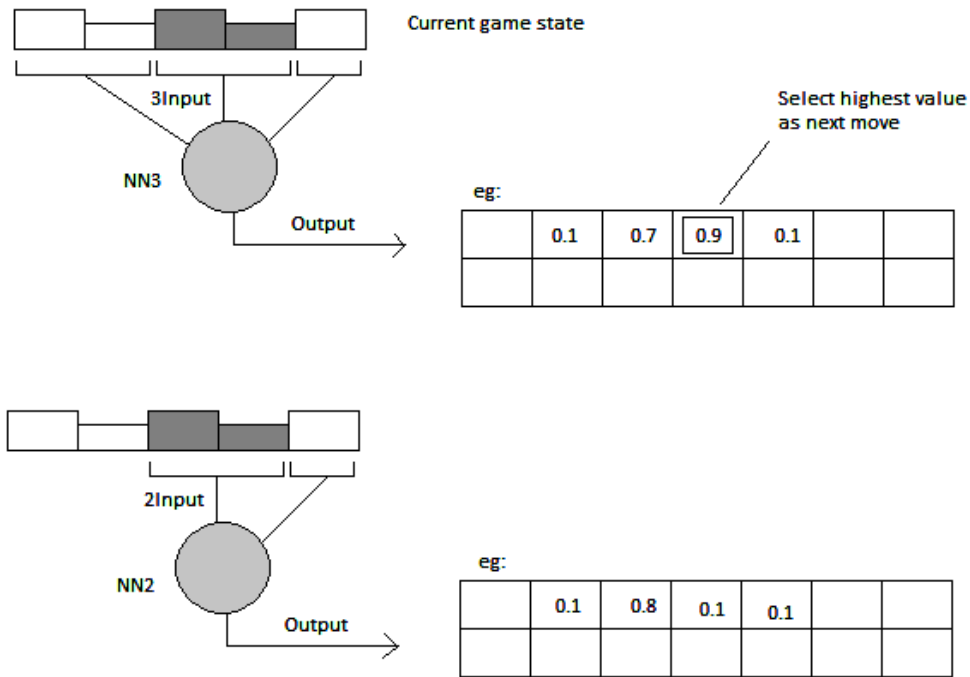 Current game state
3Input
Select highest value
as next move
NN3
eg:
Output
0.1 0.7 0.9 0.1
2Input
eg:
NN2
Output
0.1 0.8 0.1 0.1